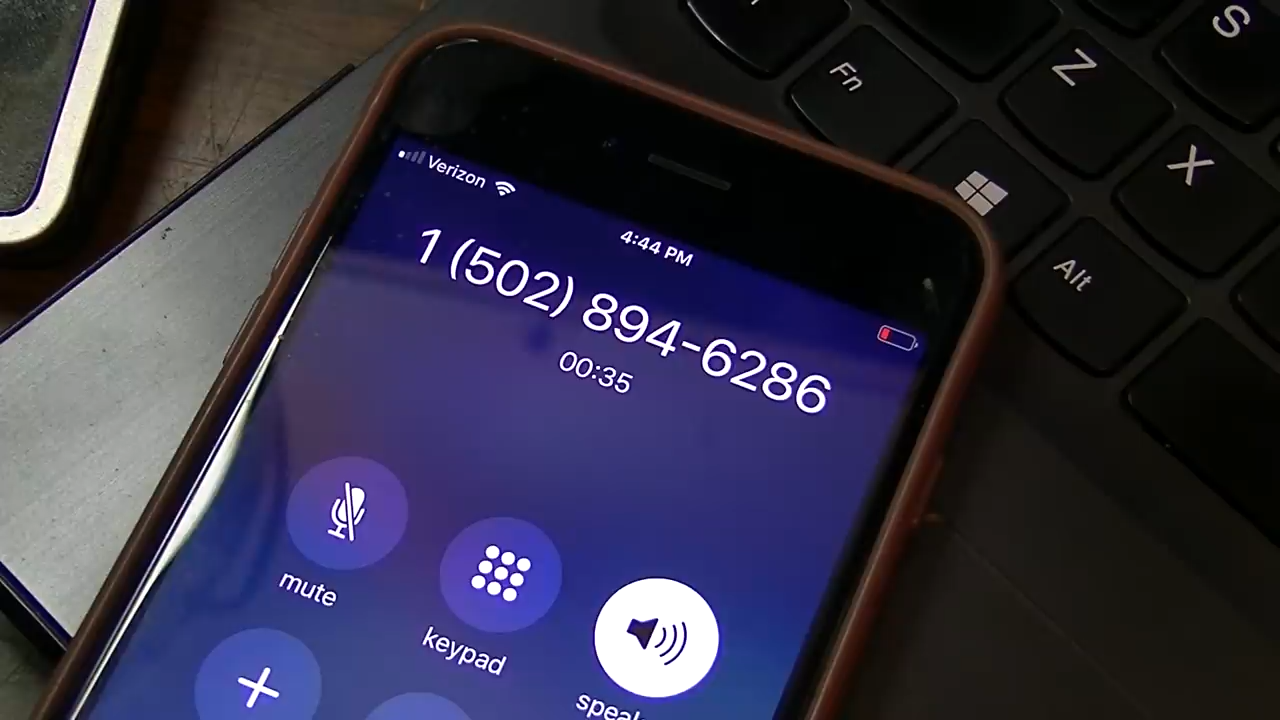 Verizon
4:44 PM
1 (502) 894-6286
00:35
mute
keypad
Fn
Z
S
X
Alt